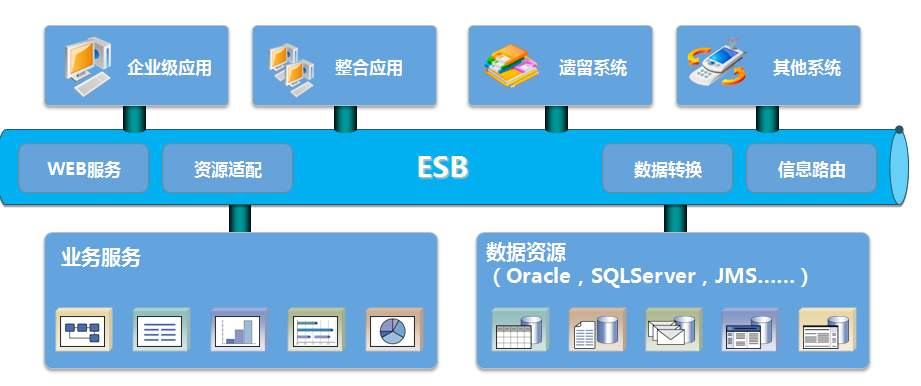 企业级应用
整合应用
遗留系统
其他系统
WEB服务
资源适配
ESB
数据转换
信息路由
业务服务
数据资源
（Oracle，SQLServer，JMS……）